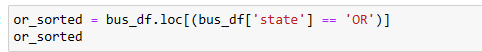 or_sorted = bus_df.loc[(bus_df['state'] == 'OR')]
or_sorted